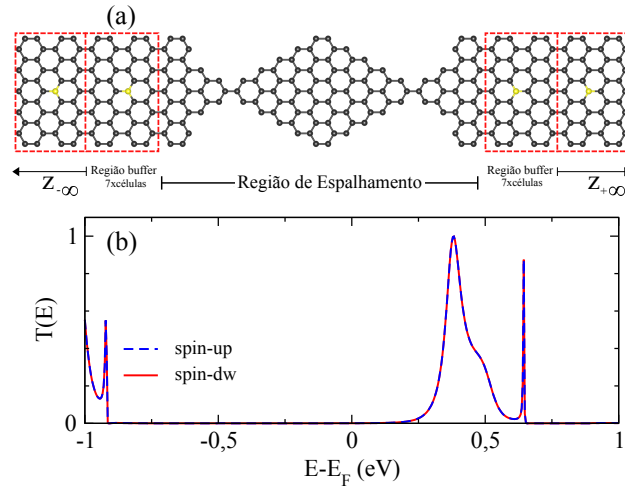 (a)
Região buffer
7xcélulas
Região buffer
7xcélulas
Z-∞
Região de Espalhamento
Z+∞
(b)
1
T(E)
spin-up
spin-dw
0
-1
-0,5
0
0,5
1
E-E_F (eV)